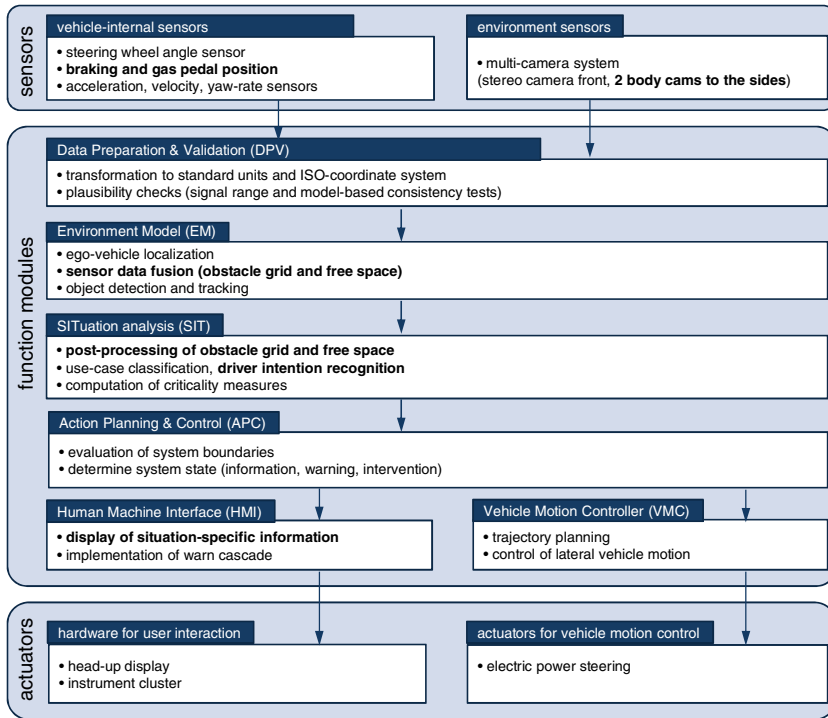 sensors
vehicle-internal sensors
• steering wheel angle sensor
• braking and gas pedal position
• acceleration, velocity, yaw-rate sensors
environment sensors
• multi-camera system
(stereo camera front, 2 body cams to the sides)
function modules
Data Preparation & Validation (DPV)
• transformation to standard units and ISO-coordinate system
• plausibility checks (signal range and model-based consistency tests)
Environment Model (EM)
• ego-vehicle localization
• sensor data fusion (obstacle grid and free space)
• object detection and tracking
SITuation analysis (SIT)
• post-processing of obstacle grid and free space
• use-case classification, driver intention recognition
• computation of criticality measures
Action Planning & Control (APC)
• evaluation of system boundaries
• determine system state (information, warning, intervention)
Human Machine Interface (HMI)
• display of situation-specific information
• implementation of warn cascade
Vehicle Motion Controller (VMC)
• trajectory planning
• control of lateral vehicle motion
actuators
hardware for user interaction
• head-up display
• instrument cluster
actuators for vehicle motion control
• electric power steering